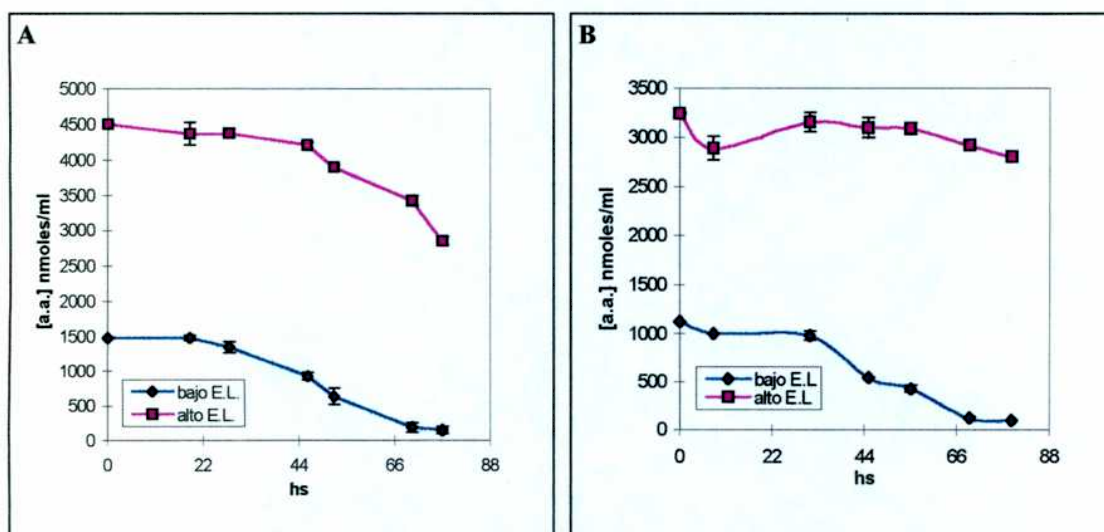 A
5000
4500
4000
3500
3000
2500
2000
1500
1000
500
0
[a.a.] nmoles/ml
bajo E.L.
alto E.L.
0 22 44 66 88
hs
B
3500
3000
2500
2000
1500
1000
500
0
[a.a.] nmoles/ml
bajo E.L
alto E.L
0 22 44 66 88
hs